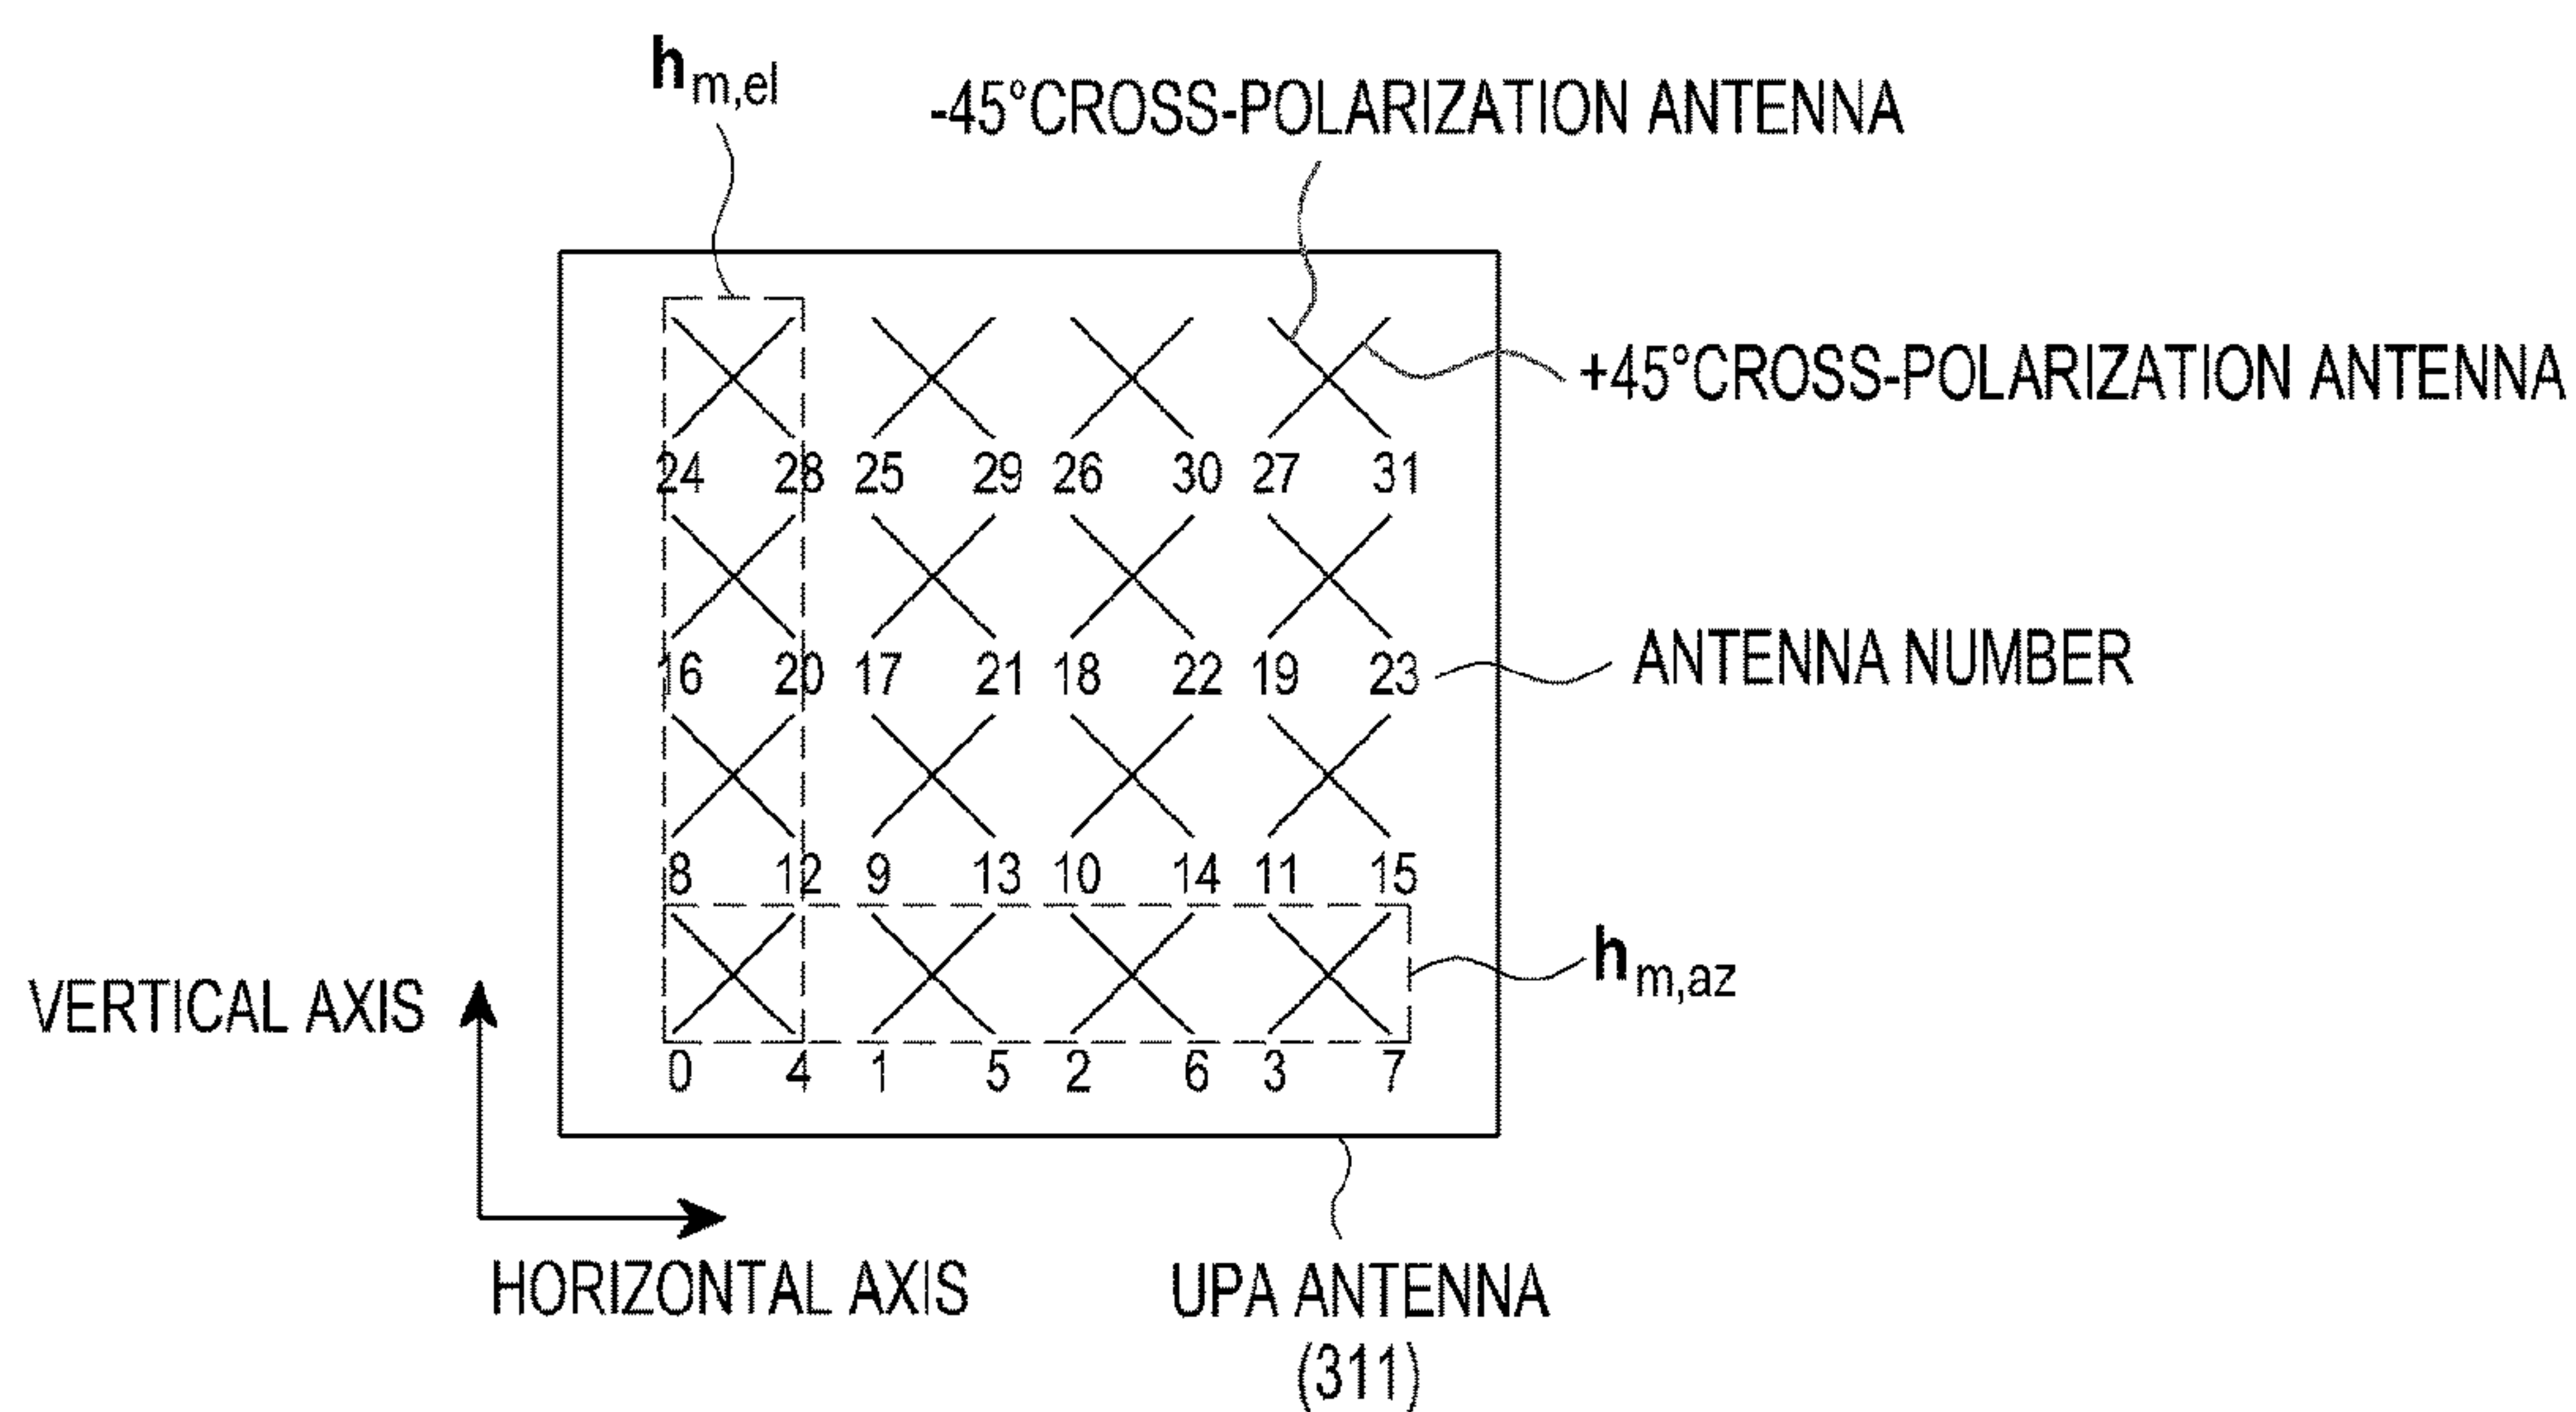 hm,el
-45°CROSS-POLARIZATION ANTENNA
+45°CROSS-POLARIZATION ANTENNA
24 28 25 29 26 30 27 31
16 20 17 21 18 22 19 23
ANTENNA NUMBER
8 12 9 13 10 14 11 15
hm,az
VERTICAL AXIS
0 4 1 5 2 6 3 7
HORIZONTAL AXIS
UPA ANTENNA
(311)